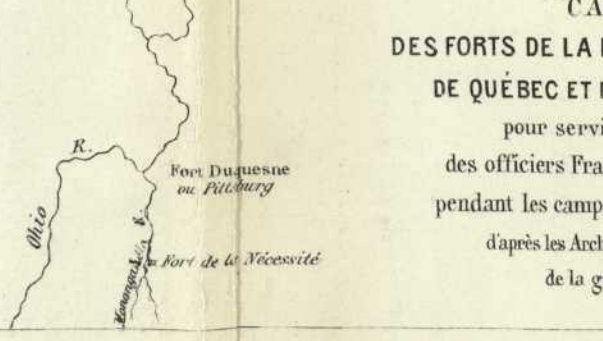 CA
DES FORTS DE LA
DE QUÉBEC ET
pour servi
des officiers Fra
pendant les camp
d'après les Arch
de la g
R.
Ohio
Fort Duquesne
ou Pittsburg
Fort de la Nécessité
R.